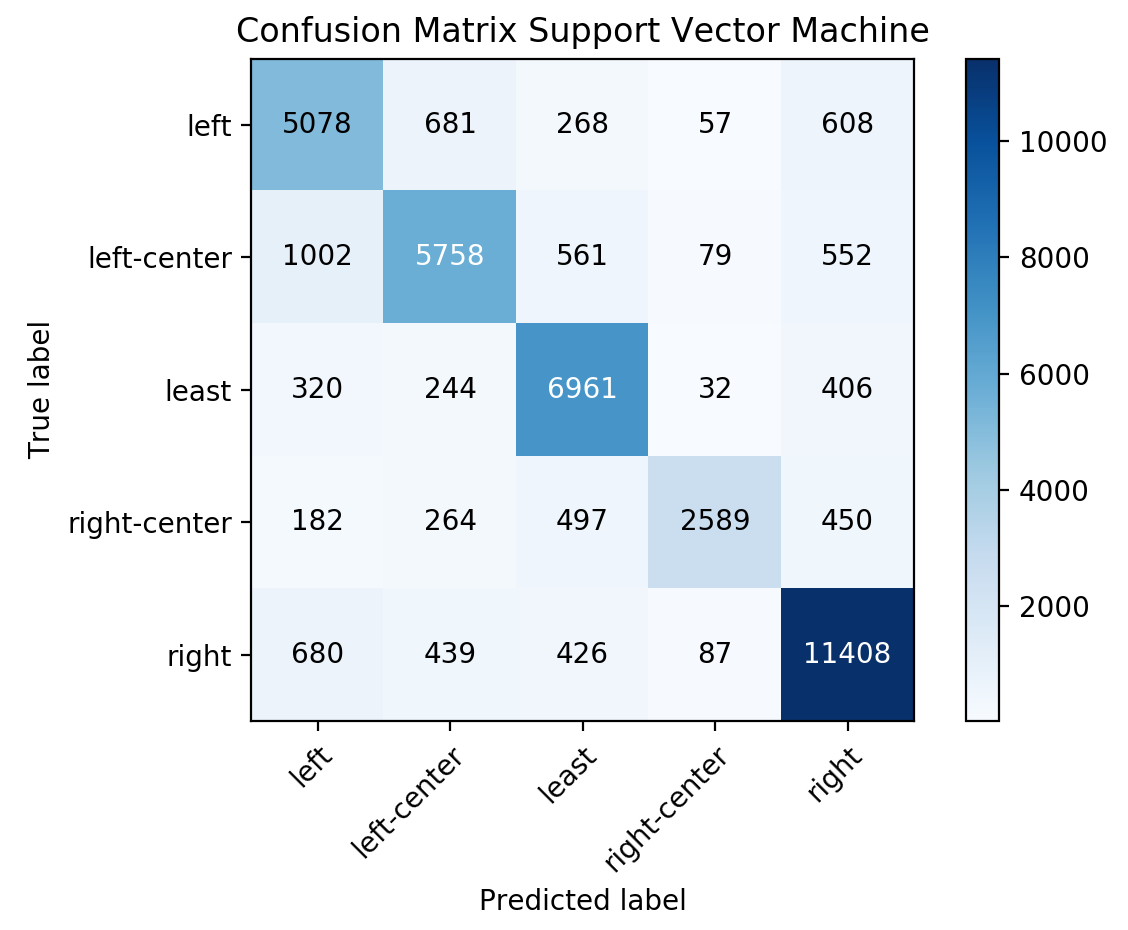 Confusion Matrix Support Vector Machine
left 5078 681 268 57 608
left-center 1002 5758 561 79 552
least 320 244 6961 32 406
right-center 182 264 497 2589 450
right 680 439 426 87 11408
left left-center least right-center right
Predicted label
True label
10000
8000
6000
4000
2000